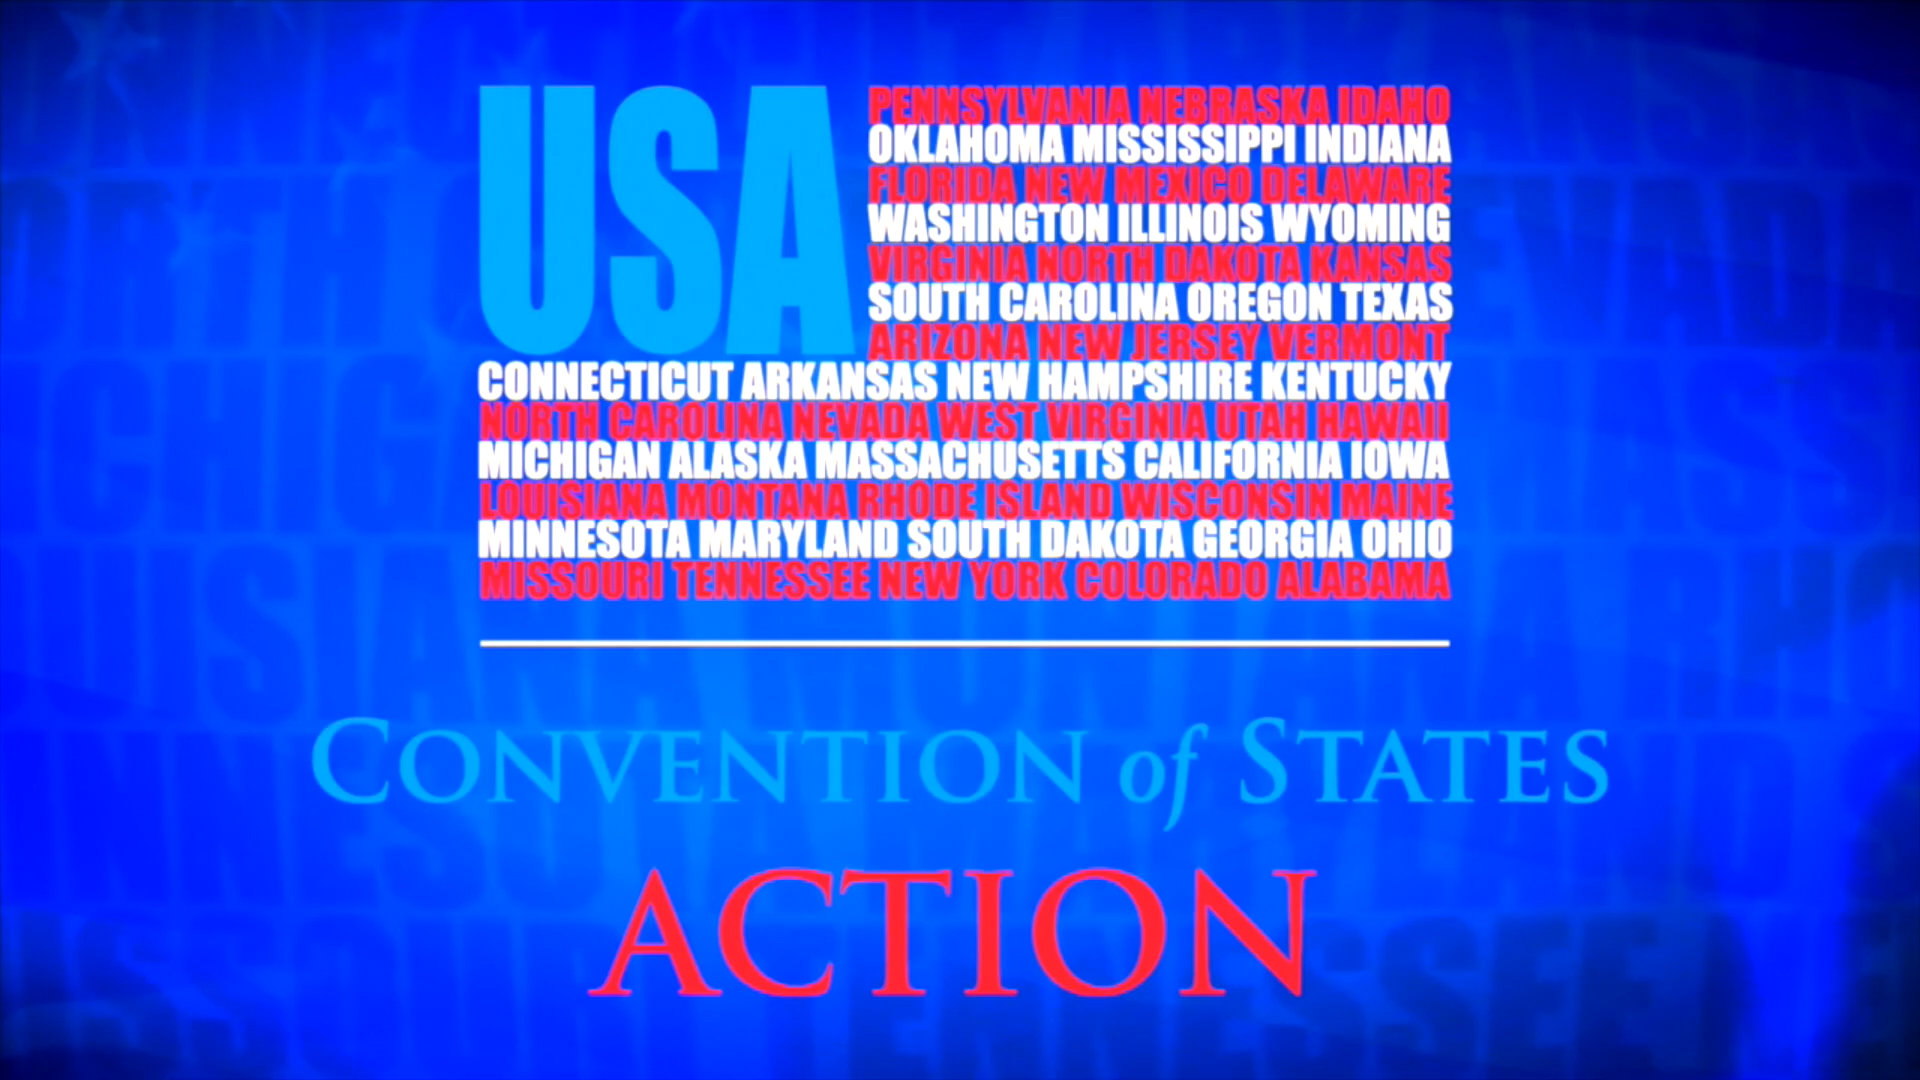 USA
PENNSYLVANIA NEBRASKA IDAHO
OKLAHOMA MISSISSIPPI INDIANA
FLORIDA NEW MEXICO DELAWARE
WASHINGTON ILLINOIS WYOMING
VIRGINIA NORTH DAKOTA KANSAS
SOUTH CAROLINA OREGON TEXAS
ARIZONA NEW JERSEY VERMONT
CONNECTICUT ARKANSAS NEW HAMPSHIRE KENTUCKY
NORTH CAROLINA NEVADA WEST VIRGINIA UTAH HAWAII
MICHIGAN ALASKA MASSACHUSETTS CALIFORNIA IOWA
LOUISIANA MONTANA RHODE ISLAND WISCONSIN MAINE
MINNESOTA MARYLAND SOUTH DAKOTA GEORGIA OHIO
MISSOURI TENNESSEE NEW YORK COLORADO ALABAMA
CONVENTION of STATES
ACTION